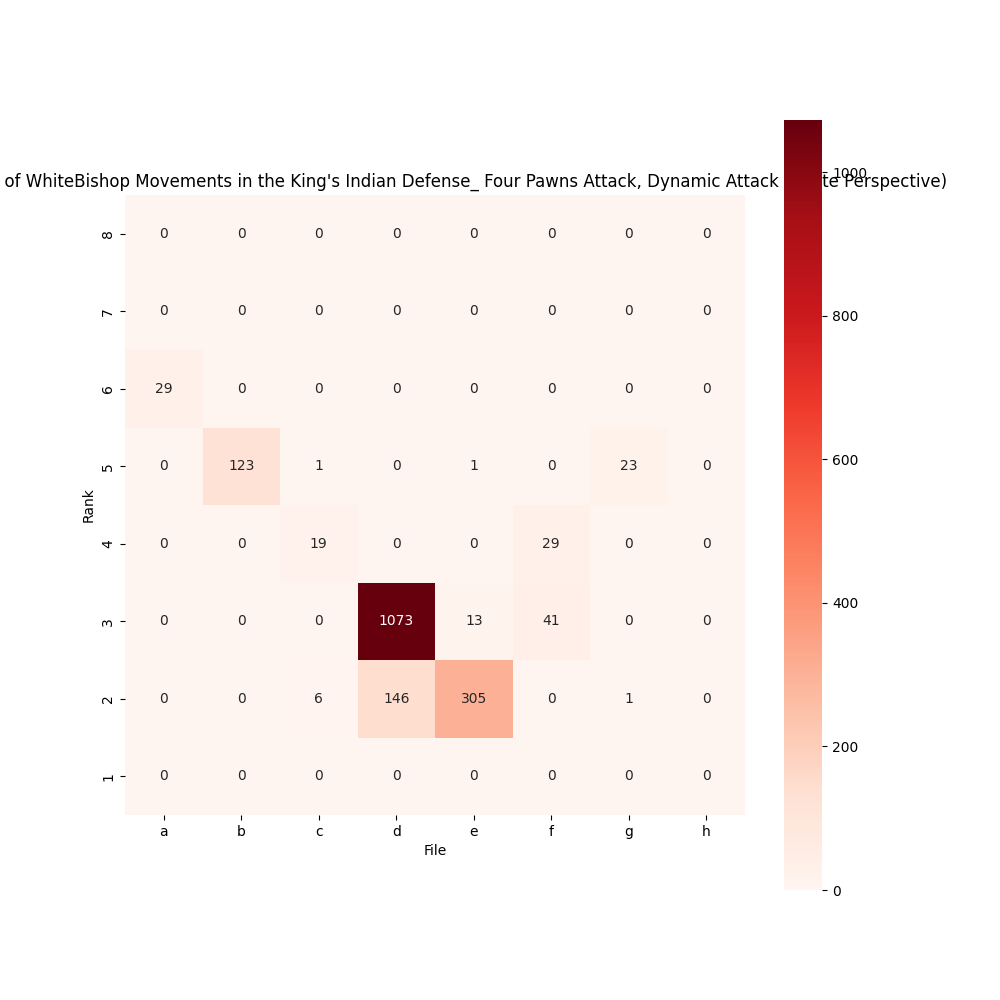 of WhiteBishop Movements in the King's Indian Defense_ Four Pawns Attack, Dynamic Attack Perspective)
1000
8 0 0 0 0 0 0 0 0
800
7 0 0 0 0 0 0 0 0
6 29 0 0 0 0 0 0 0
600
5 0 123 1 0 1 0 23 0
Rank
4 0 0 19 0 0 29 0 0
400
3 0 0 0 1073 13 41 0 0
2 0 0 6 146 305 0 1 0
200
1 0 0 0 0 0 0 0 0
a b c d e f g h
File
0